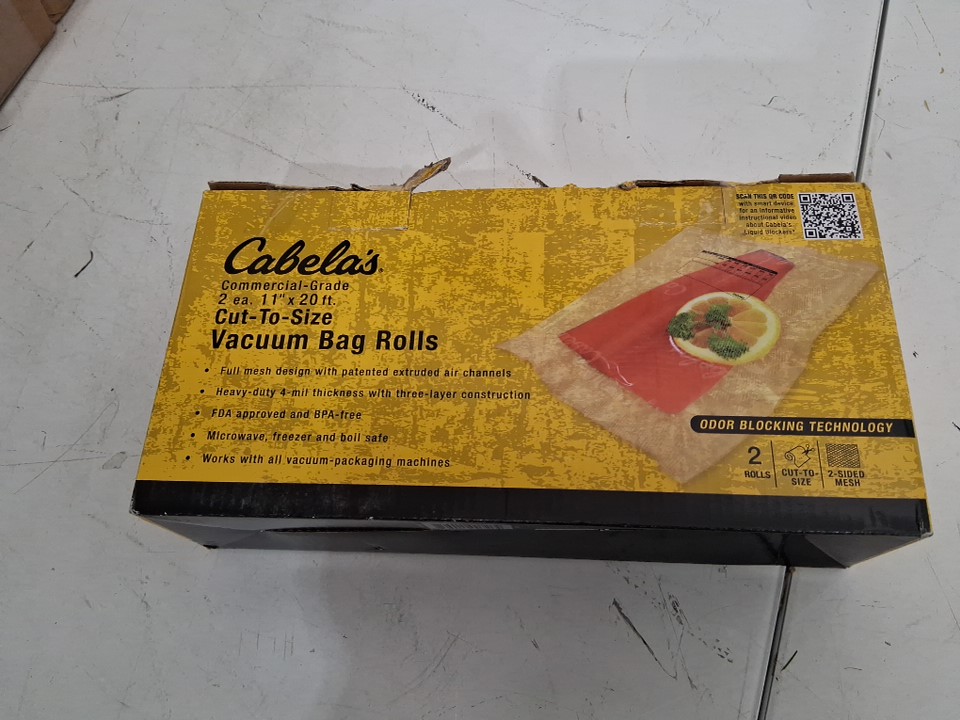 SCAN THIS QR CODE
with smart device
for an informative
instructional video
about Cabela's
Liquid Blockers!
Cabela's
Commercial-Grade
2 ea. 11" x 20 ft.
Cut-To-Size
Vacuum Bag Rolls
• Full mesh design with patented extruded air channels
• Heavy-duty 4-mil thickness with three-layer construction
• FDA approved and BPA-free
• Microwave, freezer and boil safe
• Works with all vacuum-packaging machines
ODOR BLOCKING TECHNOLOGY
2
ROLLS
CUT-TO-
SIZE
2-SIDED
MESH